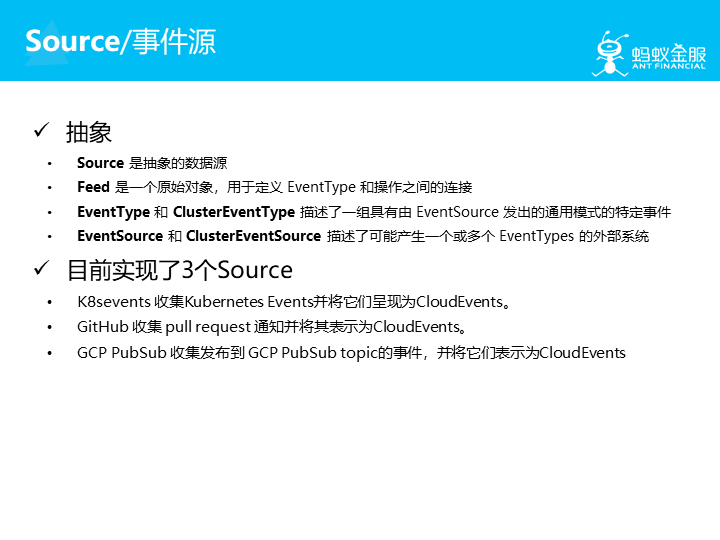 Source/事件源
蚂蚁金服
ANT FINANCIAL
✓ 抽象
• Source 是抽象的数据源
• Feed 是一个原始对象，用于定义 EventType 和操作之间的连接
• EventType 和 ClusterEventType 描述了一组具有由 EventSource 发出的通用模式的特定事件
• EventSource 和 ClusterEventSource 描述了可能产生一个或多个 EventTypes 的外部系统
✓ 目前实现了3个Source
• K8sevents 收集Kubernetes Events并将它们呈现为CloudEvents。
• GitHub 收集 pull request 通知并将其表示为CloudEvents。
• GCP PubSub 收集发布到 GCP PubSub topic的事件，并将它们表示为CloudEvents